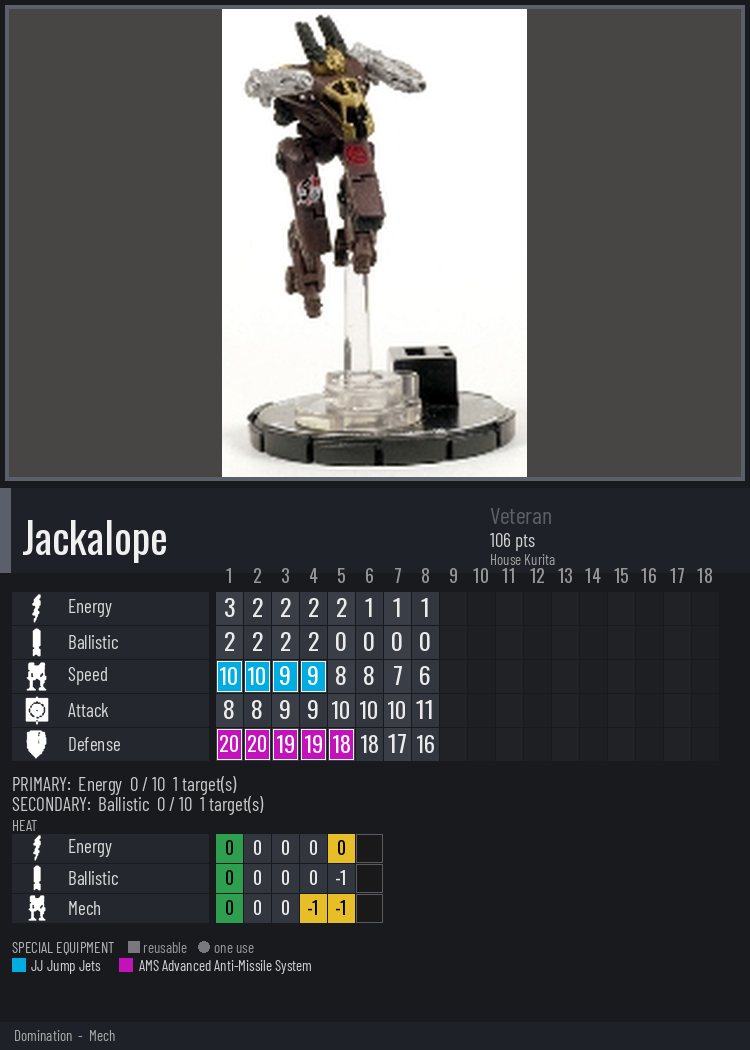 Jackalope
Veteran
106 pts
House Kurita
1 2 3 4 5 6 7 8 9 10 11 12 13 14 15 16 17 18
Energy 3 2 2 2 2 1 1 1
Ballistic 2 2 2 2 0 0 0 0
Speed 10 10 9 9 8 8 7 6
Attack 8 8 9 9 10 10 10 11
Defense 20 20 19 19 18 18 17 16
PRIMARY: Energy 0 / 10 1 target(s)
SECONDARY: Ballistic 0 / 10 1 target(s)
HEAT
Energy 0 0 0 0 0
Ballistic 0 0 0 0 -1
Mech 0 0 0 -1 -1
SPECIAL EQUIPMENT reusable one use
JJ Jump Jets AMS Advanced Anti-Missile System
Domination - Mech